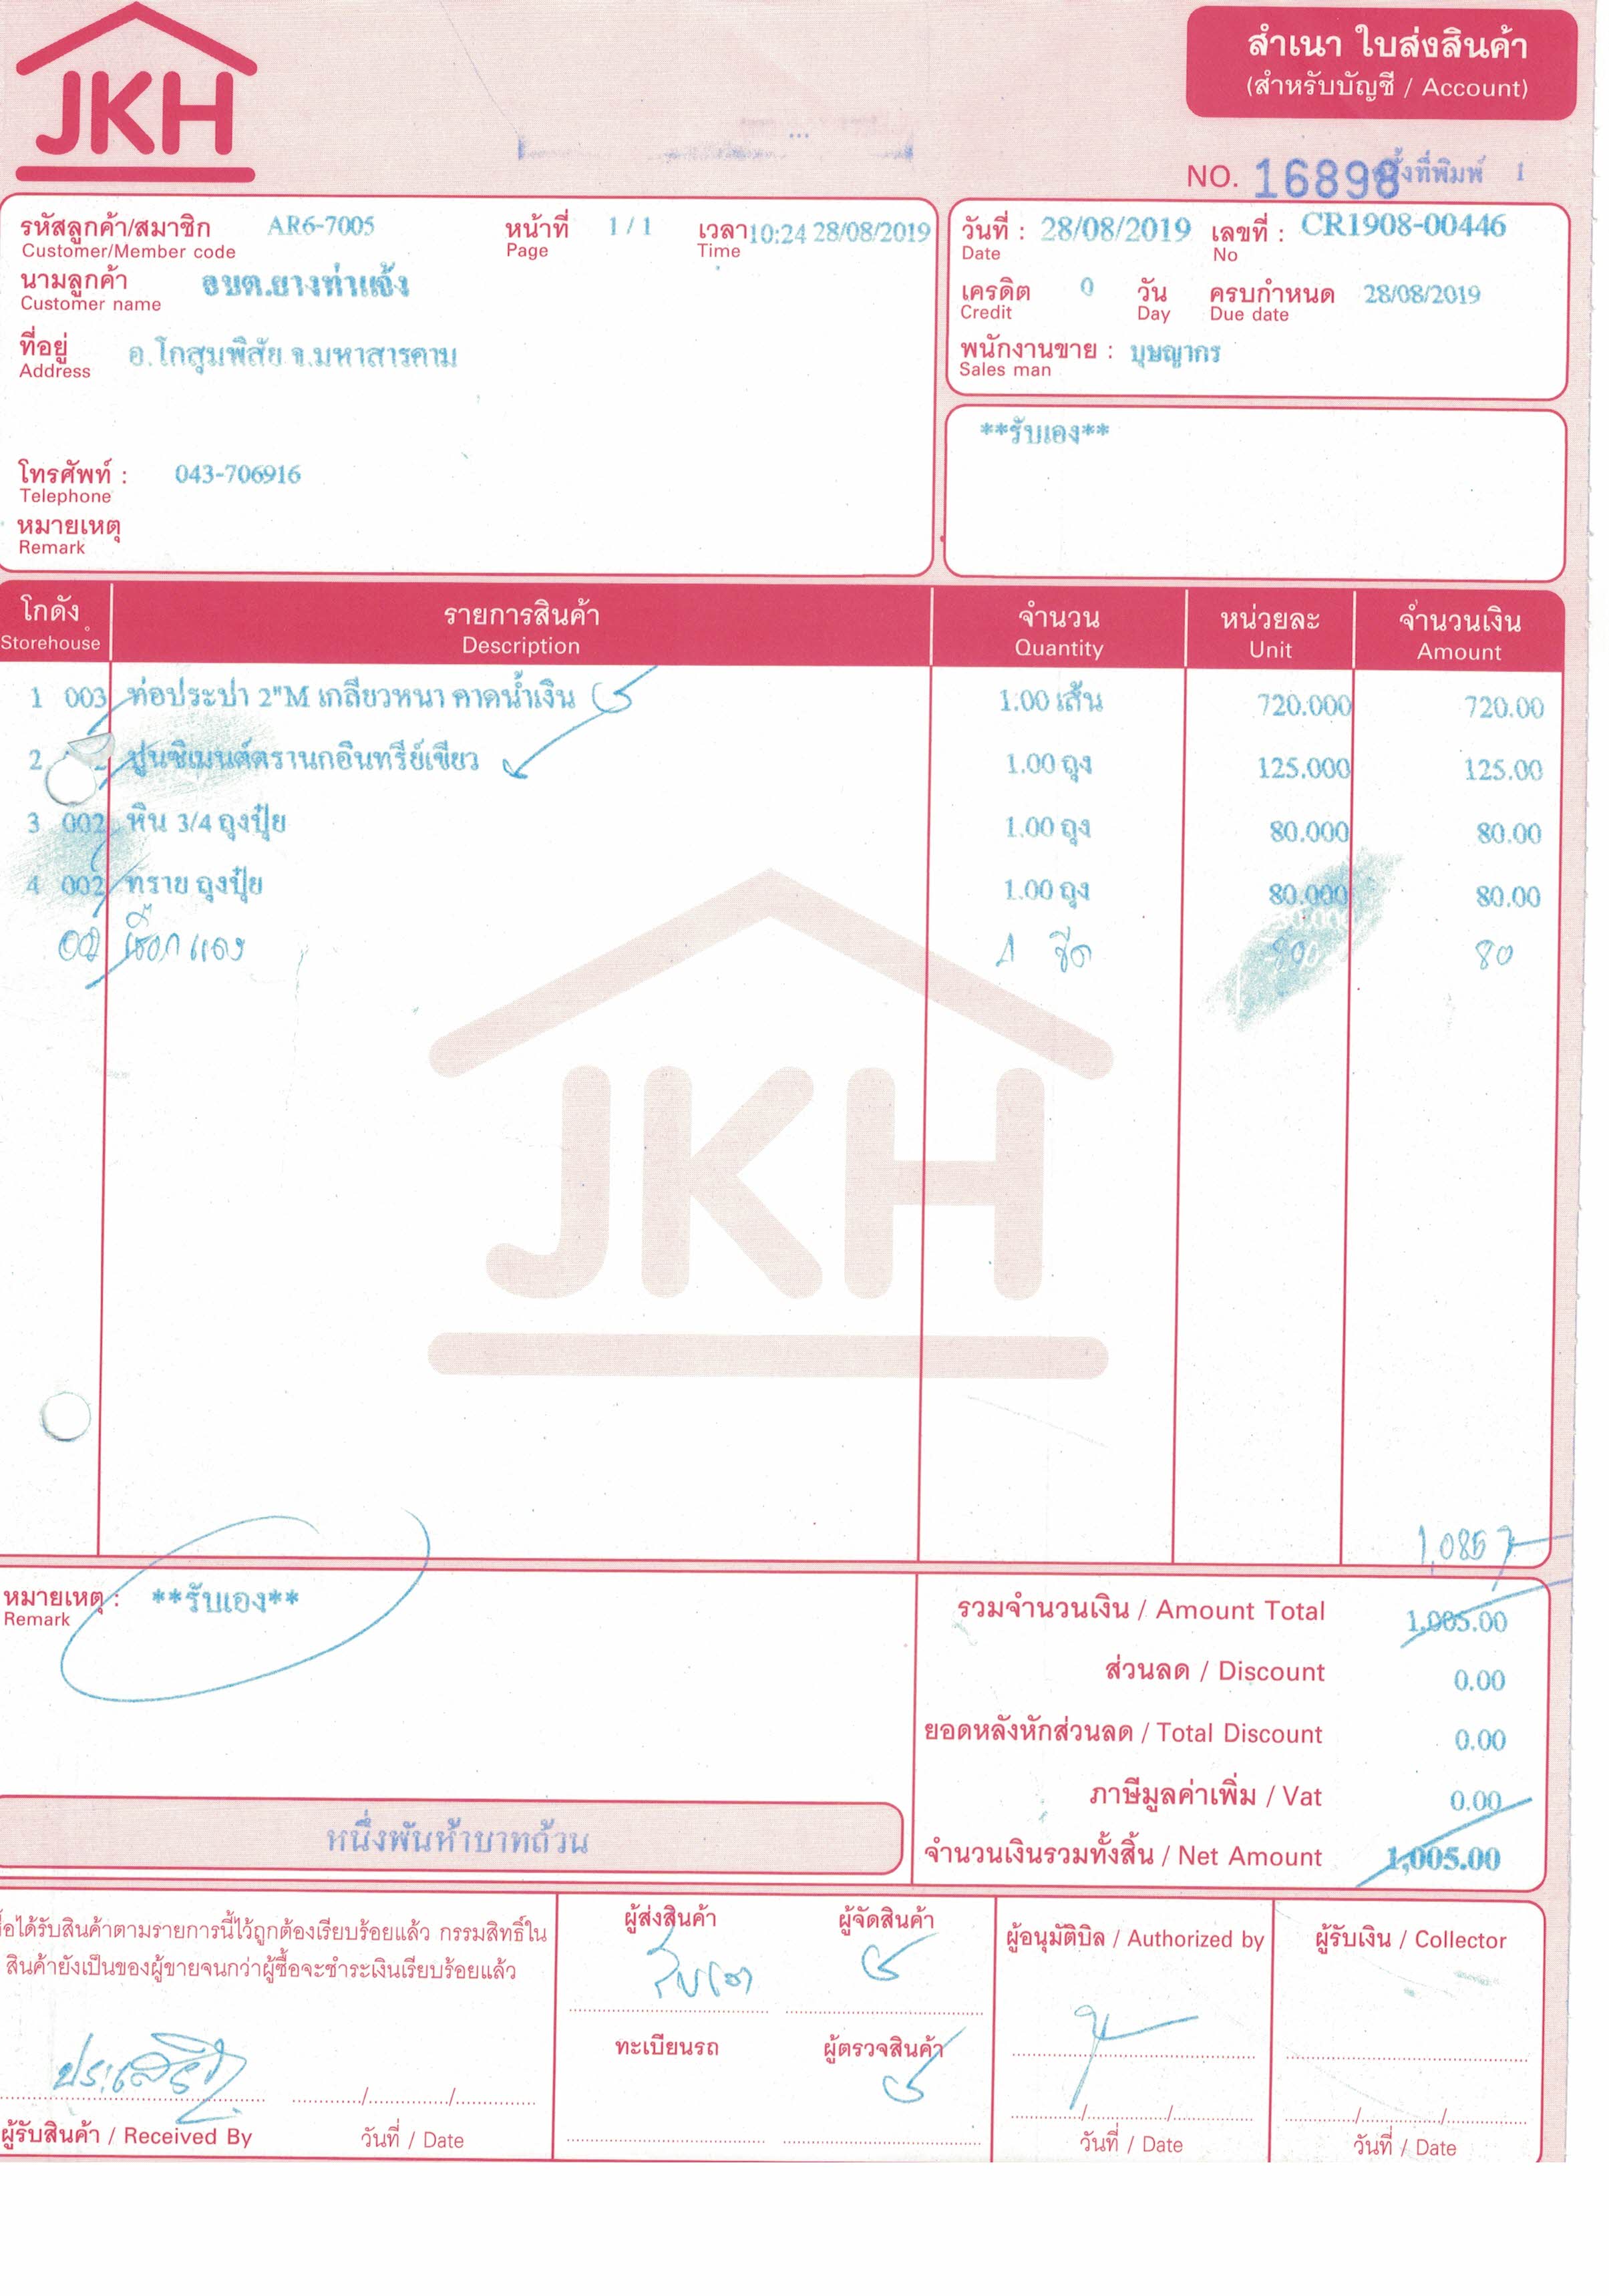 JKH
สำเนา ใบส่งสินค้า
(สำหรับบัญชี / Account)
NO. 16898 ครั้งที่พิมพ์ 1
รหัสลูกค้า/สมาชิก AR6-7005 หน้าที่ 1 / 1 เวลา 10:24 28/08/2019
Customer/Member code Page Time
นามลูกค้า อบต.ยางท่าแจ้ง
Customer name
ที่อยู่ อ.โกสุมพิสัย จ.มหาสารคาม
Address
โทรศัพท์ : 043-706916
Telephone
หมายเหตุ
Remark
วันที่ : 28/08/2019 เลขที่ : CR1908-00446
Date No
เครดิต 0 วัน ครบกำหนด 28/08/2019
Credit Day Due date
พนักงานขาย : บุษญากร
Sales man
**รับเอง**
โกดัง รายการสินค้า จำนวน หน่วยละ จำนวนเงิน
Storehouse Description Quantity Unit Amount
1 003 ท่อประปา 2"M เกลียวหนา คาดน้ำเงิน 1.00 เส้น 720.000 720.00
2 ปูนซิเมนต์ตรานกอินทรีย์เขียว 1.00 ถุง 125.000 125.00
3 002 หิน 3/4 ถุงปุ๋ย 1.00 ถุง 80.000 80.00
4 002 ทราย ถุงปุ๋ย 1.00 ถุง 80.000 80.00
002 เชือกแดง 1 ขีด 80 80
JKH
หมายเหตุ : **รับเอง**
Remark
1,085
รวมจำนวนเงิน / Amount Total 1,005.00
ส่วนลด / Discount 0.00
ยอดหลังหักส่วนลด / Total Discount 0.00
ภาษีมูลค่าเพิ่ม / Vat 0.00
หนึ่งพันห้าบาทถ้วน
จำนวนเงินรวมทั้งสิ้น / Net Amount 1,005.00
อได้รับสินค้าตามรายการนี้ไว้ถูกต้องเรียบร้อยแล้ว กรรมสิทธิ์ใน
สินค้ายังเป็นของผู้ขายจนกว่าผู้ซื้อจะชำระเงินเรียบร้อยแล้ว
ประเสริฐ
ผู้รับสินค้า / Received By วันที่ / Date
ผู้ส่งสินค้า ผู้จัดสินค้า
รับเอง
ทะเบียนรถ ผู้ตรวจสินค้า
ผู้อนุมัติบิล / Authorized by
วันที่ / Date
ผู้รับเงิน / Collector
วันที่ / Date